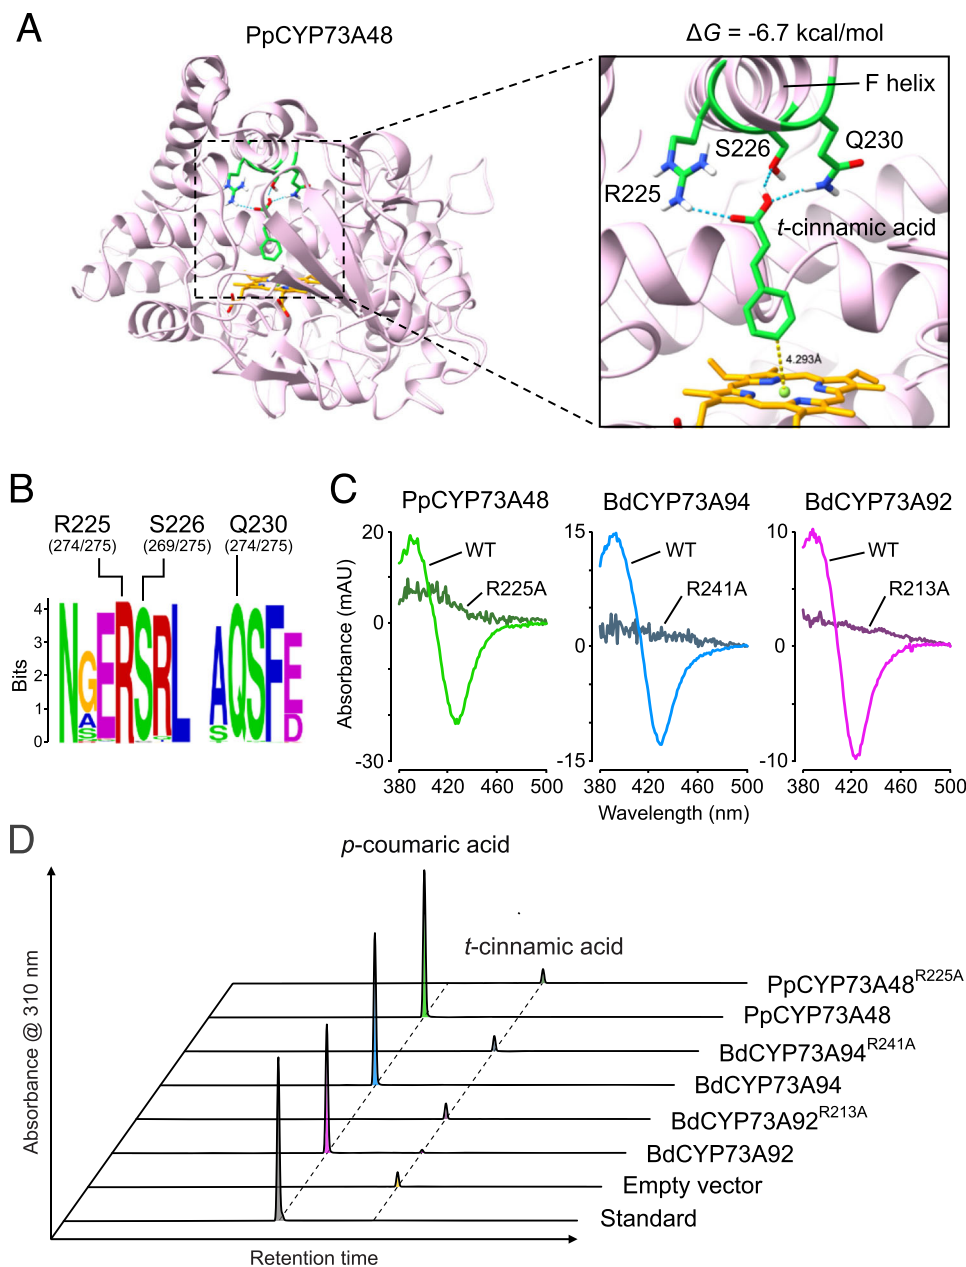 A
PpCYP73A48
ΔG = -6.7 kcal/mol
F helix
S226
Q230
R225
t-cinnamic acid
4.293Å
B
R225
S226
Q230
(274/275)
(269/275)
(274/275)
Bits
4
3
2
1
0
NGERSRL AQSFE
A
S
S
D
C
PpCYP73A48
BdCYP73A94
BdCYP73A92
Absorbance (mAU)
20
0
-30
WT
R225A
380
420
460
500
15
0
-15
WT
R241A
380
420
460
500
10
0
-10
WT
R213A
380
420
460
500
Wavelength (nm)
D
p-coumaric acid
t-cinnamic acid
Absorbance @ 310 nm
PpCYP73A48R225A
PpCYP73A48
BdCYP73A94R241A
BdCYP73A94
BdCYP73A92R213A
BdCYP73A92
Empty vector
Standard
Retention time